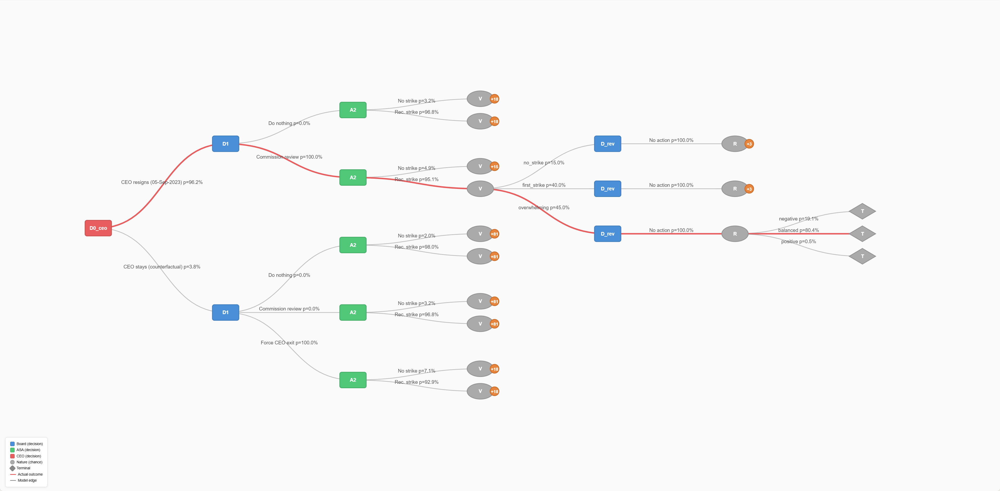 V
+18
No strike p=3.2%
A2
Rec. strike p=96.8%
V
+18
Do nothing p=0.0%
D1
D_rev
No action p=100.0%
R
+3
Commission review p=100.0%
no_strike p=15.0%
V
+15
No strike p=4.9%
A2
Rec. strike p=95.1%
CEO resigns (05-Sep-2023) p=96.2%
V
first_strike p=40.0%
D_rev
No action p=100.0%
R
+3
overwhelming p=45.0%
T
negative p=19.1%
D0_ceo
V
+81
No strike p=2.0%
D_rev
No action p=100.0%
R
balanced p=80.4%
T
A2
Rec. strike p=98.0%
positive p=0.5%
V
+81
T
CEO stays (counterfactual) p=3.8%
Do nothing p=0.0%
V
+81
No strike p=3.2%
D1
Commission review p=0.0%
A2
Rec. strike p=96.8%
V
+81
Force CEO exit p=100.0%
V
+18
No strike p=7.1%
A2
Rec. strike p=92.9%
V
+18
Board (decision)
ASA (decision)
CEO (decision)
Nature (chance)
Terminal
Actual outcome
Model edge